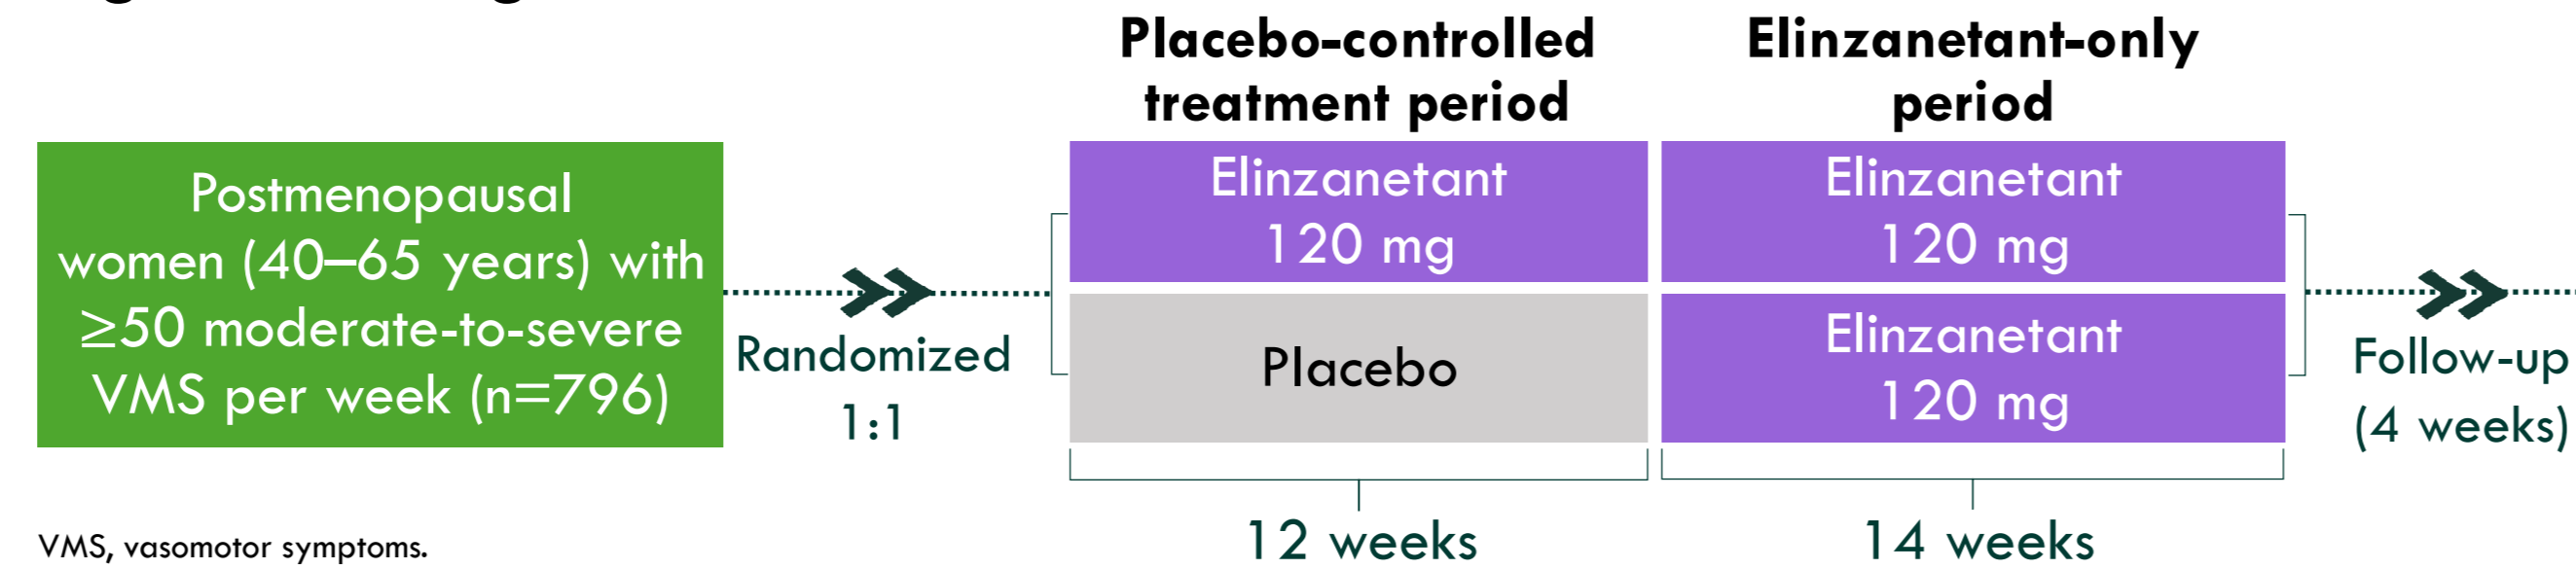 Placebo-controlled
treatment period
Elinzanetant-only
period
Postmenopausal
women (40–65 years) with
≥50 moderate-to-severe
VMS per week (n=796)
Randomized
1:1
Elinzanetant
120 mg
Placebo
Elinzanetant
120 mg
Elinzanetant
120 mg
Follow-up
(4 weeks)
12 weeks
14 weeks
VMS, vasomotor symptoms.